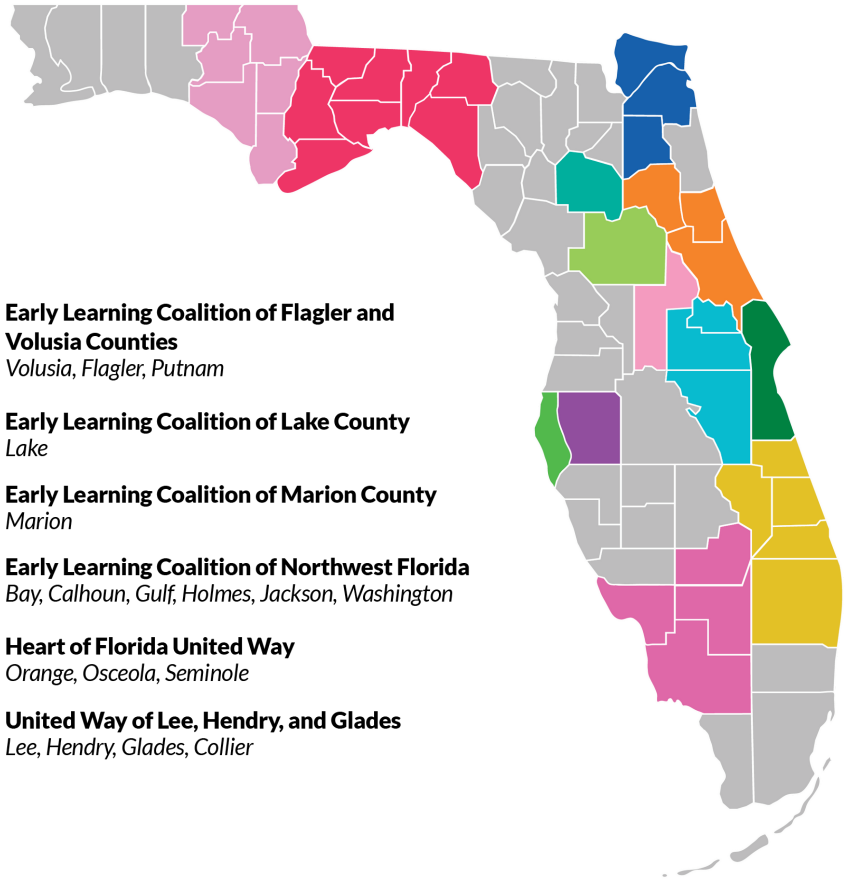 Early Learning Coalition of Flagler and
Volusia Counties
Volusia, Flagler, Putnam
Early Learning Coalition of Lake County
Lake
Early Learning Coalition of Marion County
Marion
Early Learning Coalition of Northwest Florida
Bay, Calhoun, Gulf, Holmes, Jackson, Washington
Heart of Florida United Way
Orange, Osceola, Seminole
United Way of Lee, Hendry, and Glades
Lee, Hendry, Glades, Collier